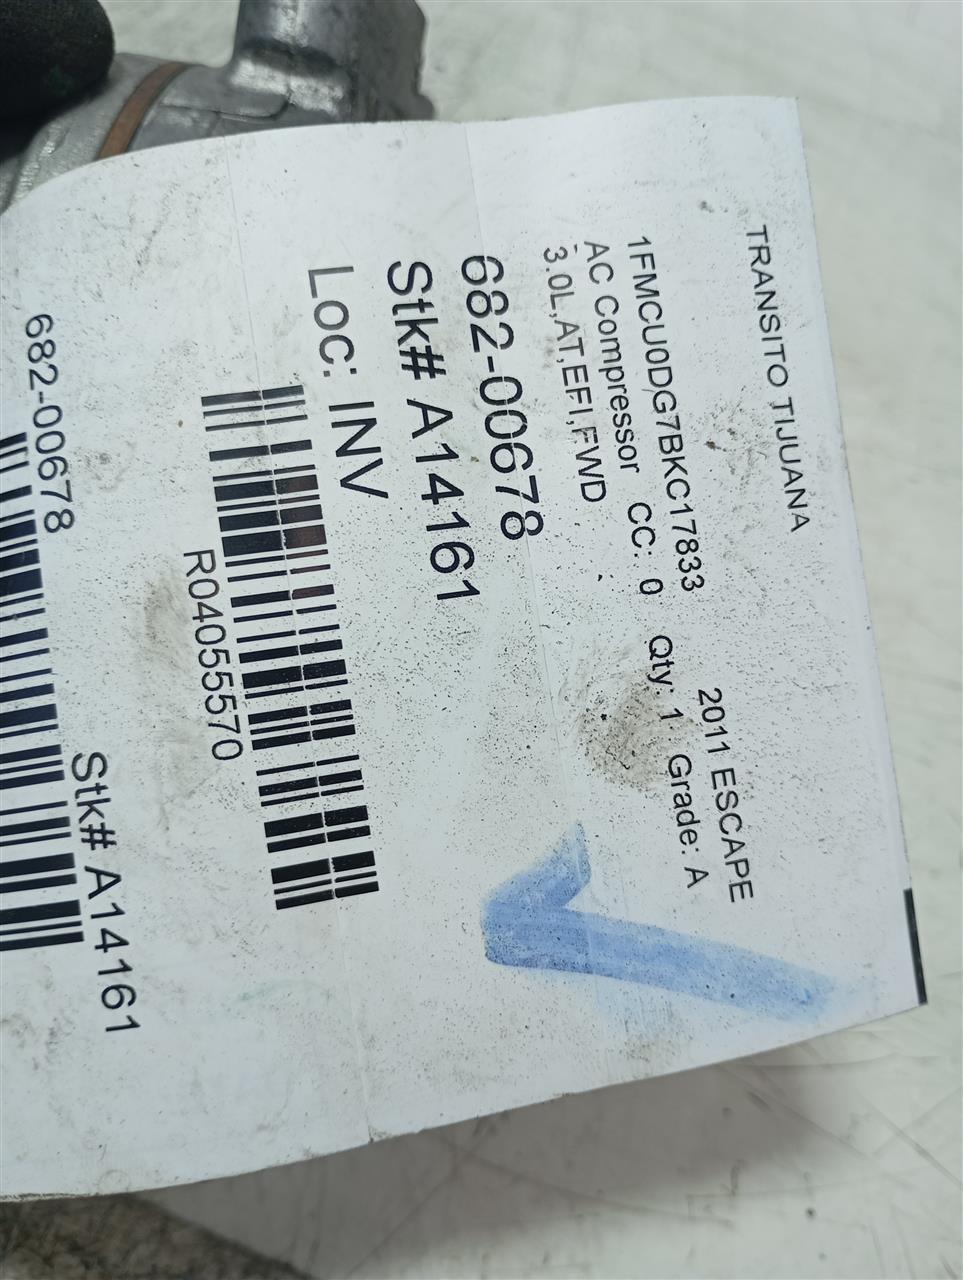 TRANSITO TIJUANA
1FMCU0DG7BKC17833 2011 ESCAPE
AC Compressor CC: 0 Qty: 1 Grade: A
3.0L,AT,EFI,FWD
682-00678
Stk# A14161
Loc: INV
R04055570
682-00678 Stk# A14161